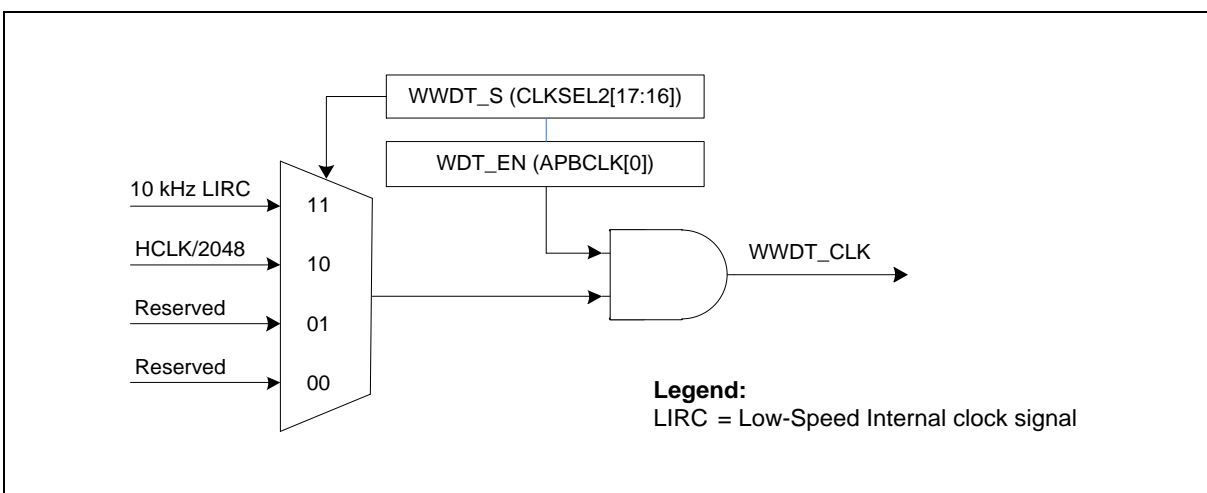 WWDT_S (CLKSEL2[17:16])
WDT_EN (APBCLK[0])
10 kHz LIRC
11
HCLK/2048
10
WWDT_CLK
Reserved
01
Reserved
00
Legend:
LIRC = Low-Speed Internal clock signal